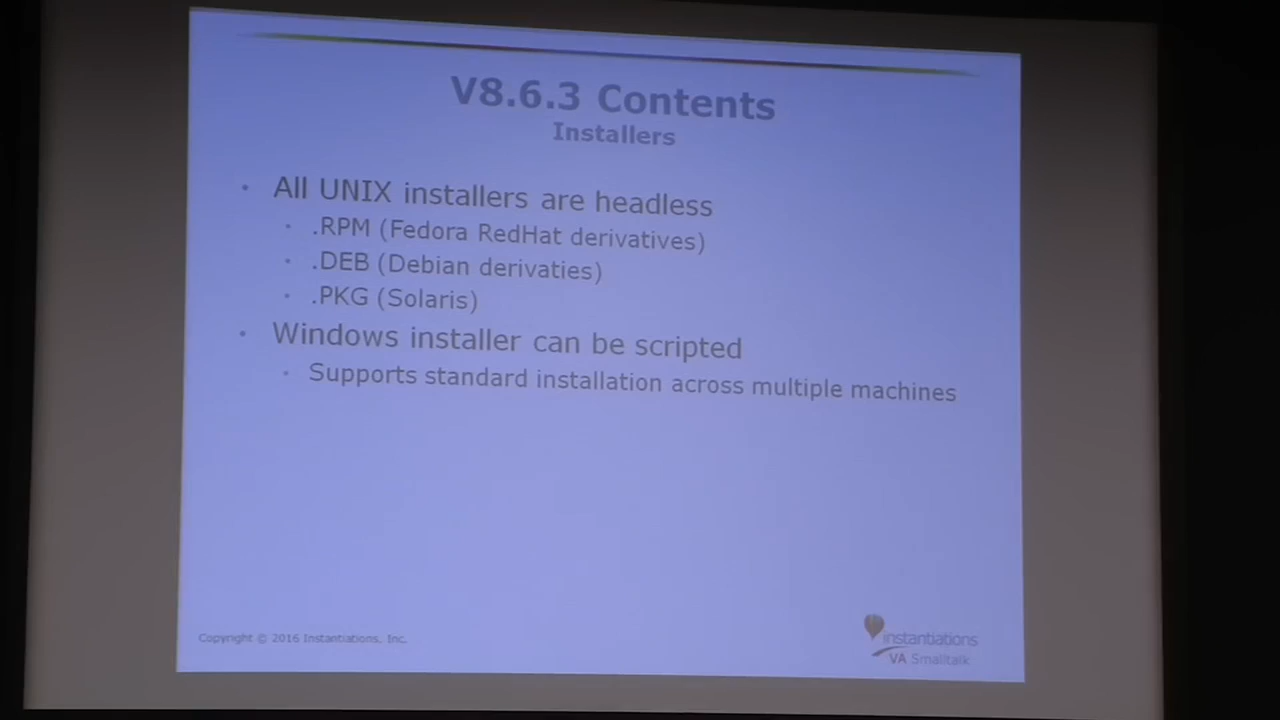 V8.6.3 Contents
Installers
• All UNIX installers are headless
• .RPM (Fedora RedHat derivatives)
• .DEB (Debian derivaties)
• .PKG (Solaris)
• Windows installer can be scripted
• Supports standard installation across multiple machines
Copyright © 2016 Instantiations, Inc.
instantiations
VA Smalltalk